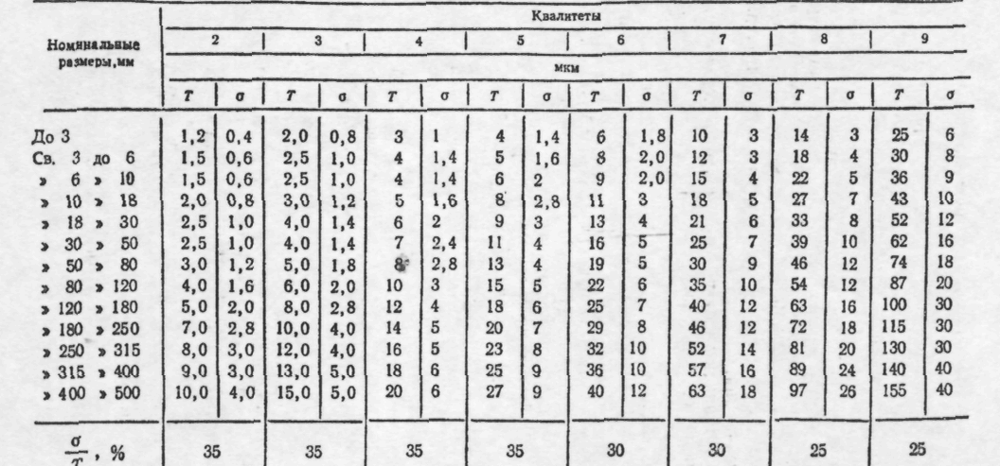 Квалитеты
Номинальные размеры,мм
2 3 4 5 6 7 8 9
мкм
T σ T σ T σ T σ T σ T σ T σ T σ
До 3 1,2 0,4 2,0 0,8 3 1 4 1,4 6 1,8 10 3 14 3 25 6
Св. 3 до 6 1,5 0,6 2,5 1,0 4 1,4 5 1,6 8 2,0 12 3 18 4 30 8
» 6 » 10 1,5 0,6 2,5 1,0 4 1,4 6 2 9 2,0 15 4 22 5 36 9
» 10 » 18 2,0 0,8 3,0 1,2 5 1,6 8 2,8 11 3 18 5 27 7 43 10
» 18 » 30 2,5 1,0 4,0 1,4 6 2 9 3 13 4 21 6 33 8 52 12
» 30 » 50 2,5 1,0 4,0 1,4 7 2,4 11 4 16 5 25 7 39 10 62 16
» 50 » 80 3,0 1,2 5,0 1,8 8 2,8 13 4 19 5 30 9 46 12 74 18
» 80 » 120 4,0 1,6 6,0 2,0 10 3 15 5 22 6 35 10 54 12 87 20
» 120 » 180 5,0 2,0 8,0 2,8 12 4 18 6 25 7 40 12 63 16 100 30
» 180 » 250 7,0 2,8 10,0 4,0 14 5 20 7 29 8 46 12 72 18 115 30
» 250 » 315 8,0 3,0 12,0 4,0 16 5 23 8 32 10 52 14 81 20 130 30
» 315 » 400 9,0 3,0 13,0 5,0 18 6 25 9 36 10 57 16 89 24 140 40
» 400 » 500 10,0 4,0 15,0 5,0 20 6 27 9 40 12 63 18 97 26 155 40
σ/T , % 35 35 35 35 30 30 25 25